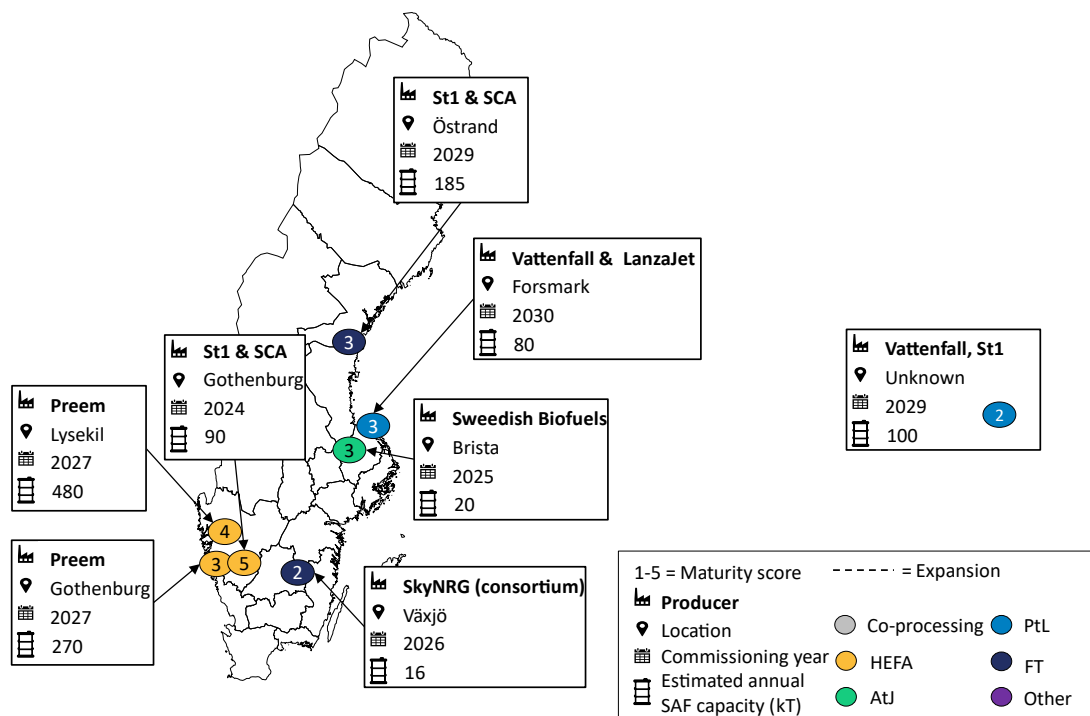 St1 & SCA
Östrand
2029
185
Vattenfall & LanzaJet
Forsmark
2030
80
3
St1 & SCA
Gothenburg
2024
90
Vattenfall, St1
Unknown
2029
100
2
Preem
Lysekil
2027
480
3
3
Sweedish Biofuels
Brista
2025
20
4
3
5
2
Preem
Gothenburg
2027
270
SkyNRG (consortium)
Växjö
2026
16
1-5 = Maturity score
= Expansion
Producer
Location
Commissioning year
Estimated annual
SAF capacity (kT)
Co-processing
PtL
HEFA
FT
AtJ
Other